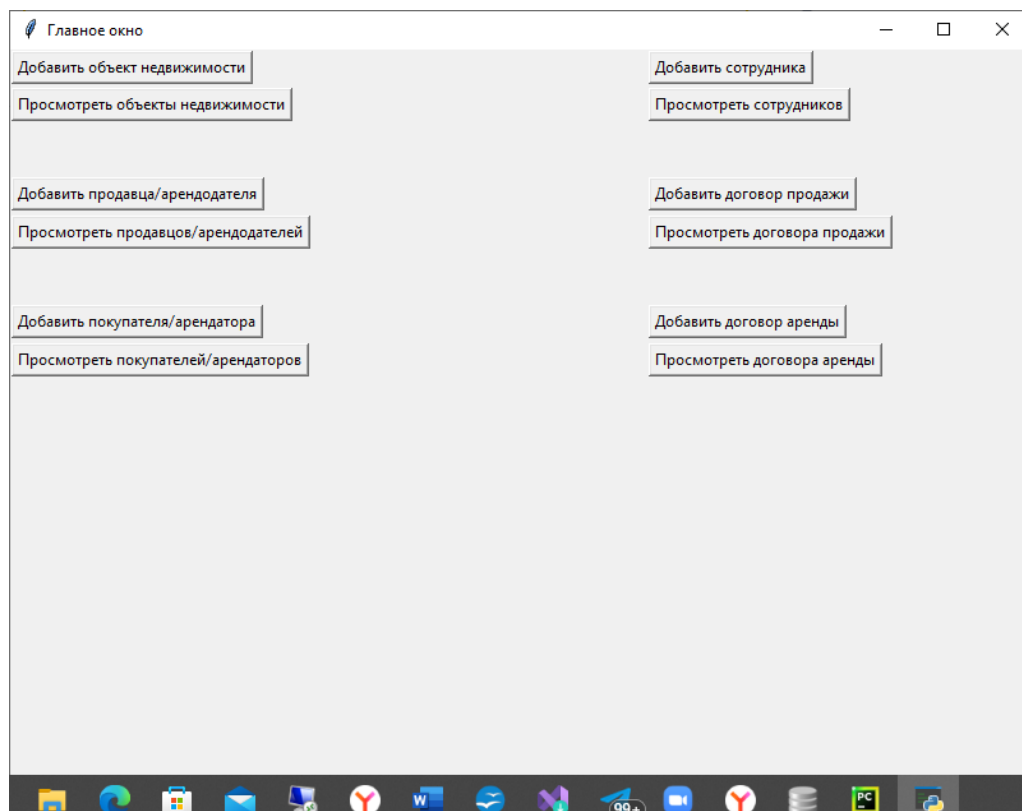 Главное окно
Добавить объект недвижимости
Добавить сотрудника
Просмотреть объекты недвижимости
Просмотреть сотрудников
Добавить продавца/арендодателя
Добавить договор продажи
Просмотреть продавцов/арендодателей
Просмотреть договора продажи
Добавить покупателя/арендатора
Добавить договор аренды
Просмотреть покупателей/арендаторов
Просмотреть договора аренды
99+